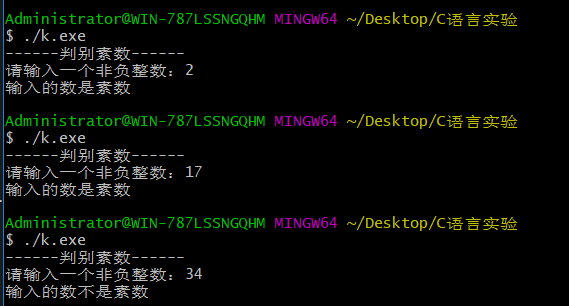 Administrator@WIN-787LSSNGQHM MINGW64 ~/Desktop/C语言实验
$ ./k.exe
------判别素数------
请输入一个非负整数：2
输入的数是素数
Administrator@WIN-787LSSNGQHM MINGW64 ~/Desktop/C语言实验
$ ./k.exe
------判别素数------
请输入一个非负整数：17
输入的数是素数
Administrator@WIN-787LSSNGQHM MINGW64 ~/Desktop/C语言实验
$ ./k.exe
------判别素数------
请输入一个非负整数：34
输入的数不是素数